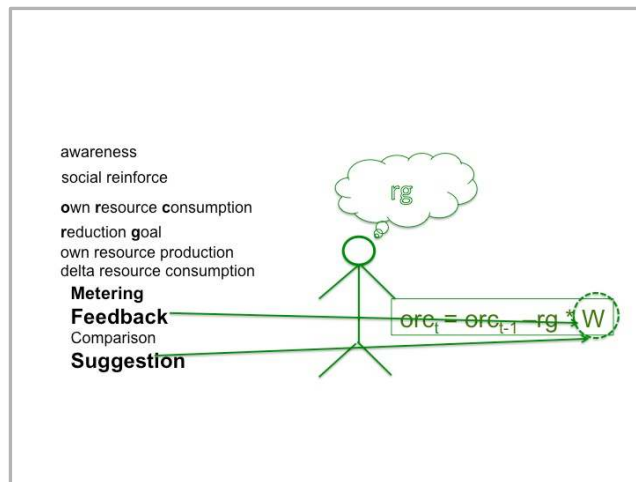 awareness
social reinforce
own resource consumption
rg
reduction goal
own resource production
delta resource consumption
Metering
Feedback
orcₜ = orcₜ₋₁ –rg * W
Comparison
Suggestion